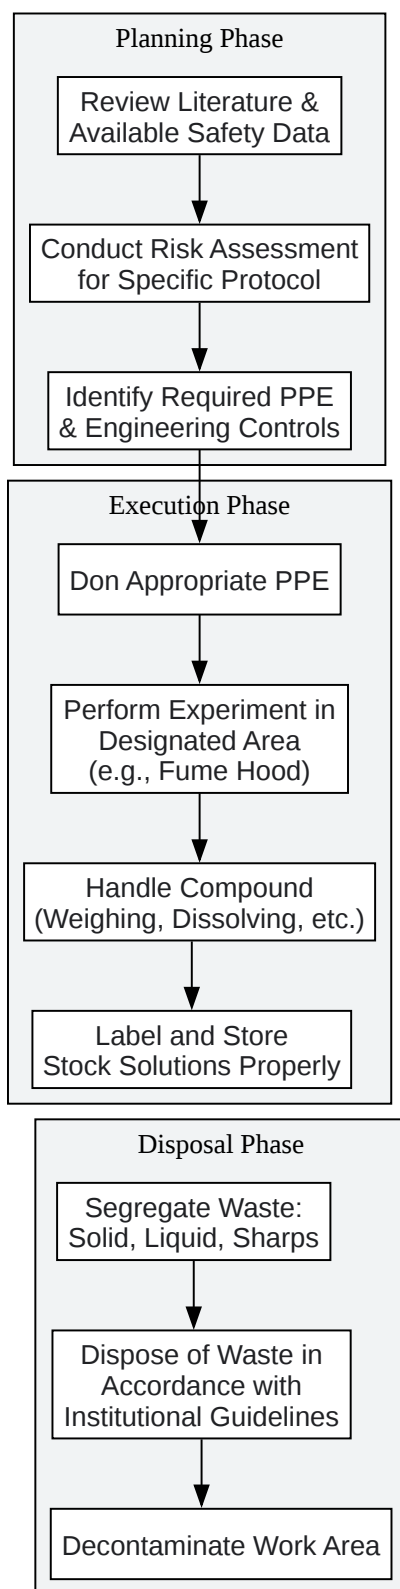 Planning Phase
Review Literature &
Available Safety Data
Conduct Risk Assessment
for Specific Protocol
Identify Required PPE
& Engineering Controls
Execution Phase
Don Appropriate PPE
Perform Experiment in
Designated Area
(e.g., Fume Hood)
Handle Compound
(Weighing, Dissolving, etc.)
Label and Store
Stock Solutions Properly
Disposal Phase
Segregate Waste:
Solid, Liquid, Sharps
Dispose of Waste in
Accordance with
Institutional Guidelines
Decontaminate Work Area